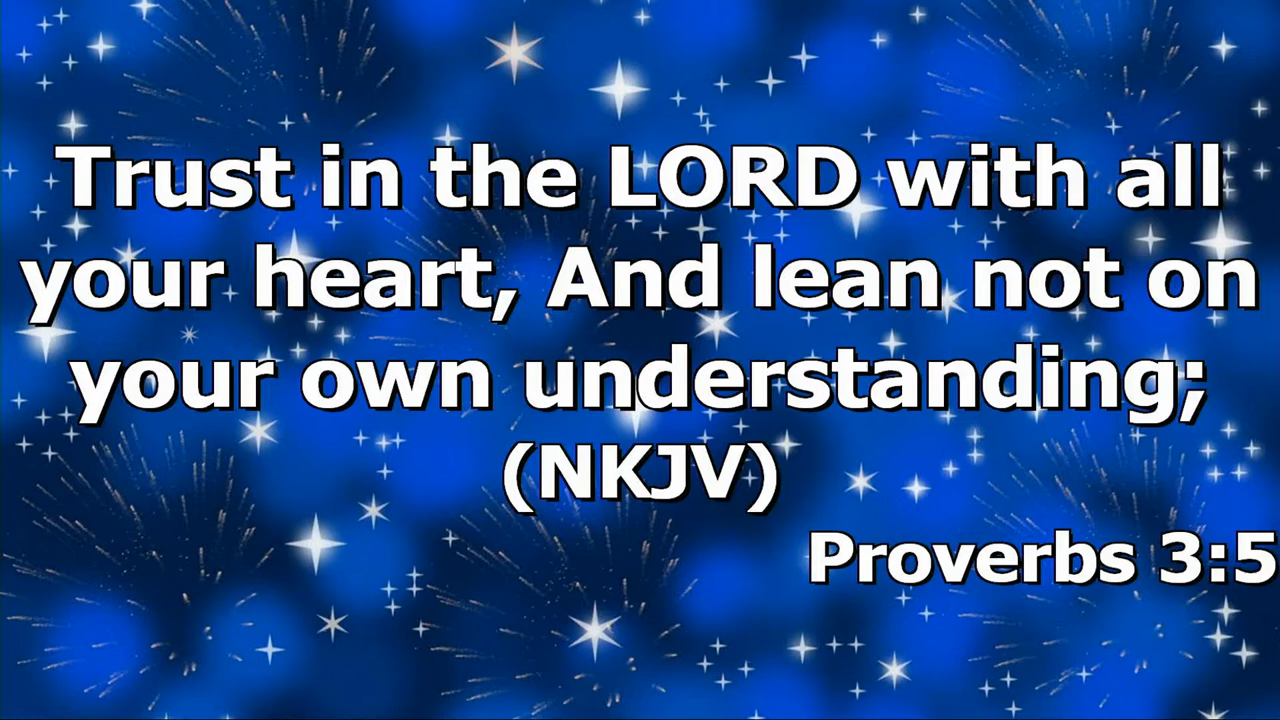 Trust in the LORD with all
your heart, And lean not on
your own understanding;
(NKJV)
Proverbs 3:5